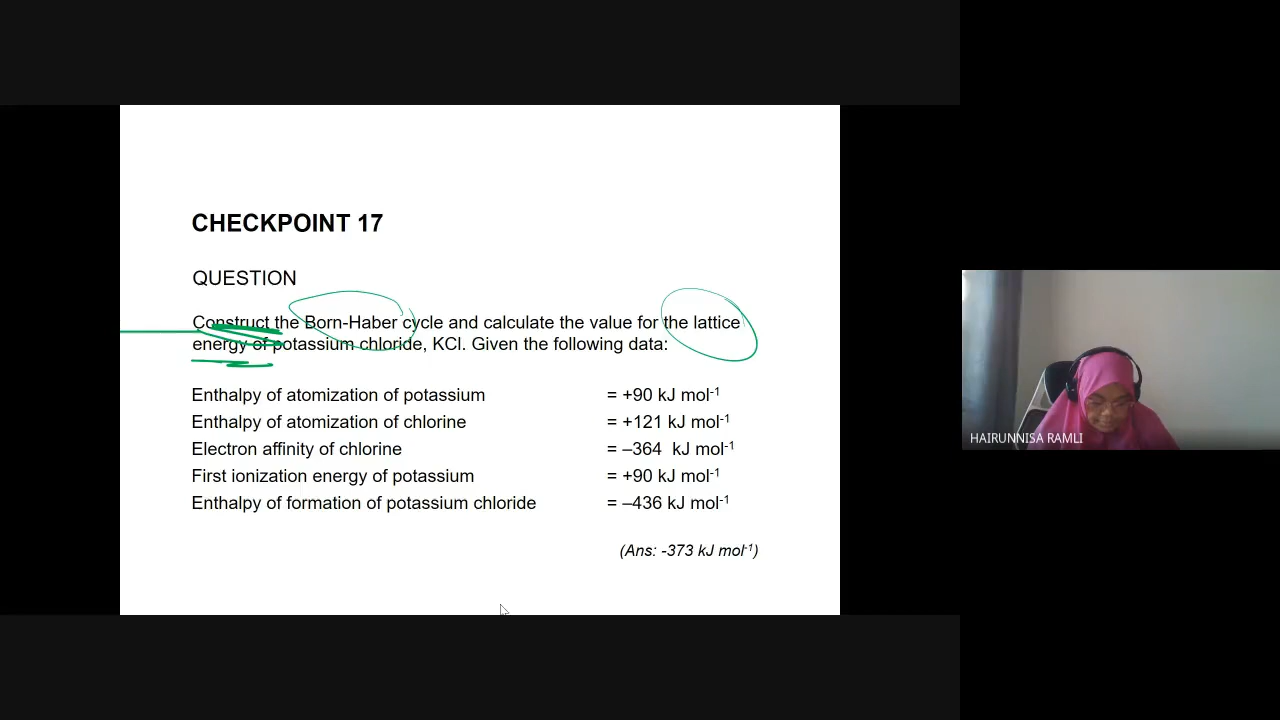 CHECKPOINT 17
QUESTION
Construct the Born-Haber cycle and calculate the value for the lattice
energy of potassium chloride, KCl. Given the following data:
Enthalpy of atomization of potassium = +90 kJ mol-1
Enthalpy of atomization of chlorine = +121 kJ mol-1
Electron affinity of chlorine = –364 kJ mol-1
First ionization energy of potassium = +90 kJ mol-1
Enthalpy of formation of potassium chloride = –436 kJ mol-1
(Ans: -373 kJ mol-1)
HAIRUNNISA RAMLI